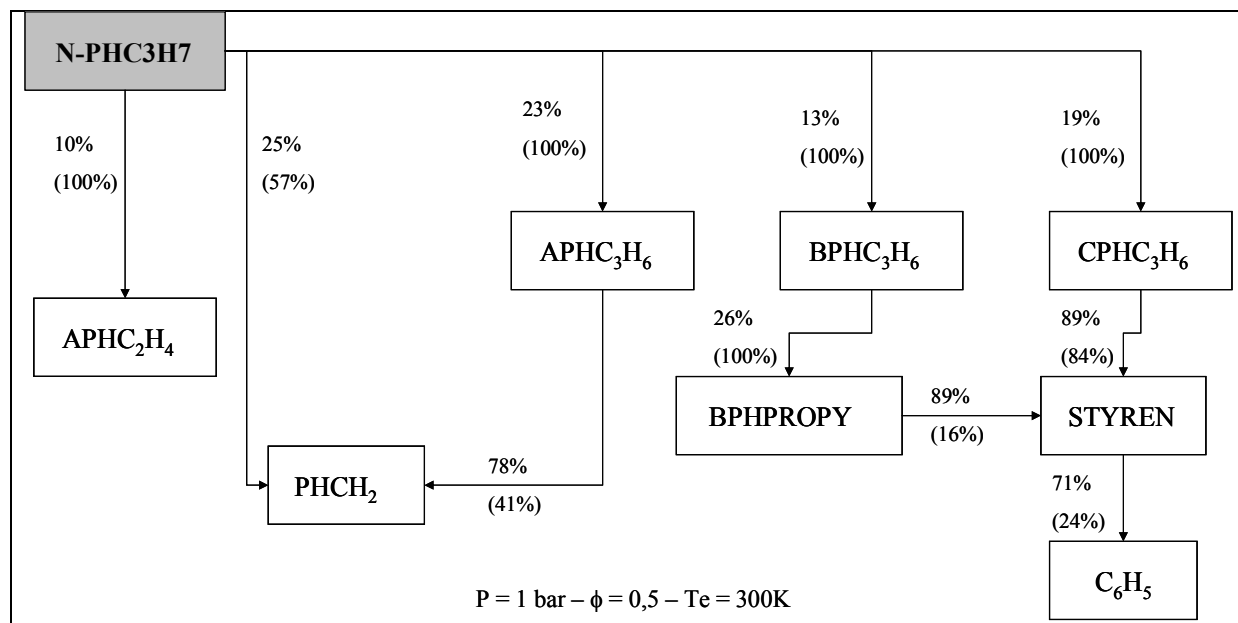 N-PHC3H7
10%
(100%)
25%
(57%)
23%
(100%)
13%
(100%)
19%
(100%)
APHC₃H₆
BPHC₃H₆
CPHC₃H₆
APHC₂H₄
26%
(100%)
89%
(84%)
BPHPROPY
89%
(16%)
STYREN
PHCH₂
78%
(41%)
71%
(24%)
C₆H₅
P = 1 bar – ϕ = 0,5 – Te = 300K